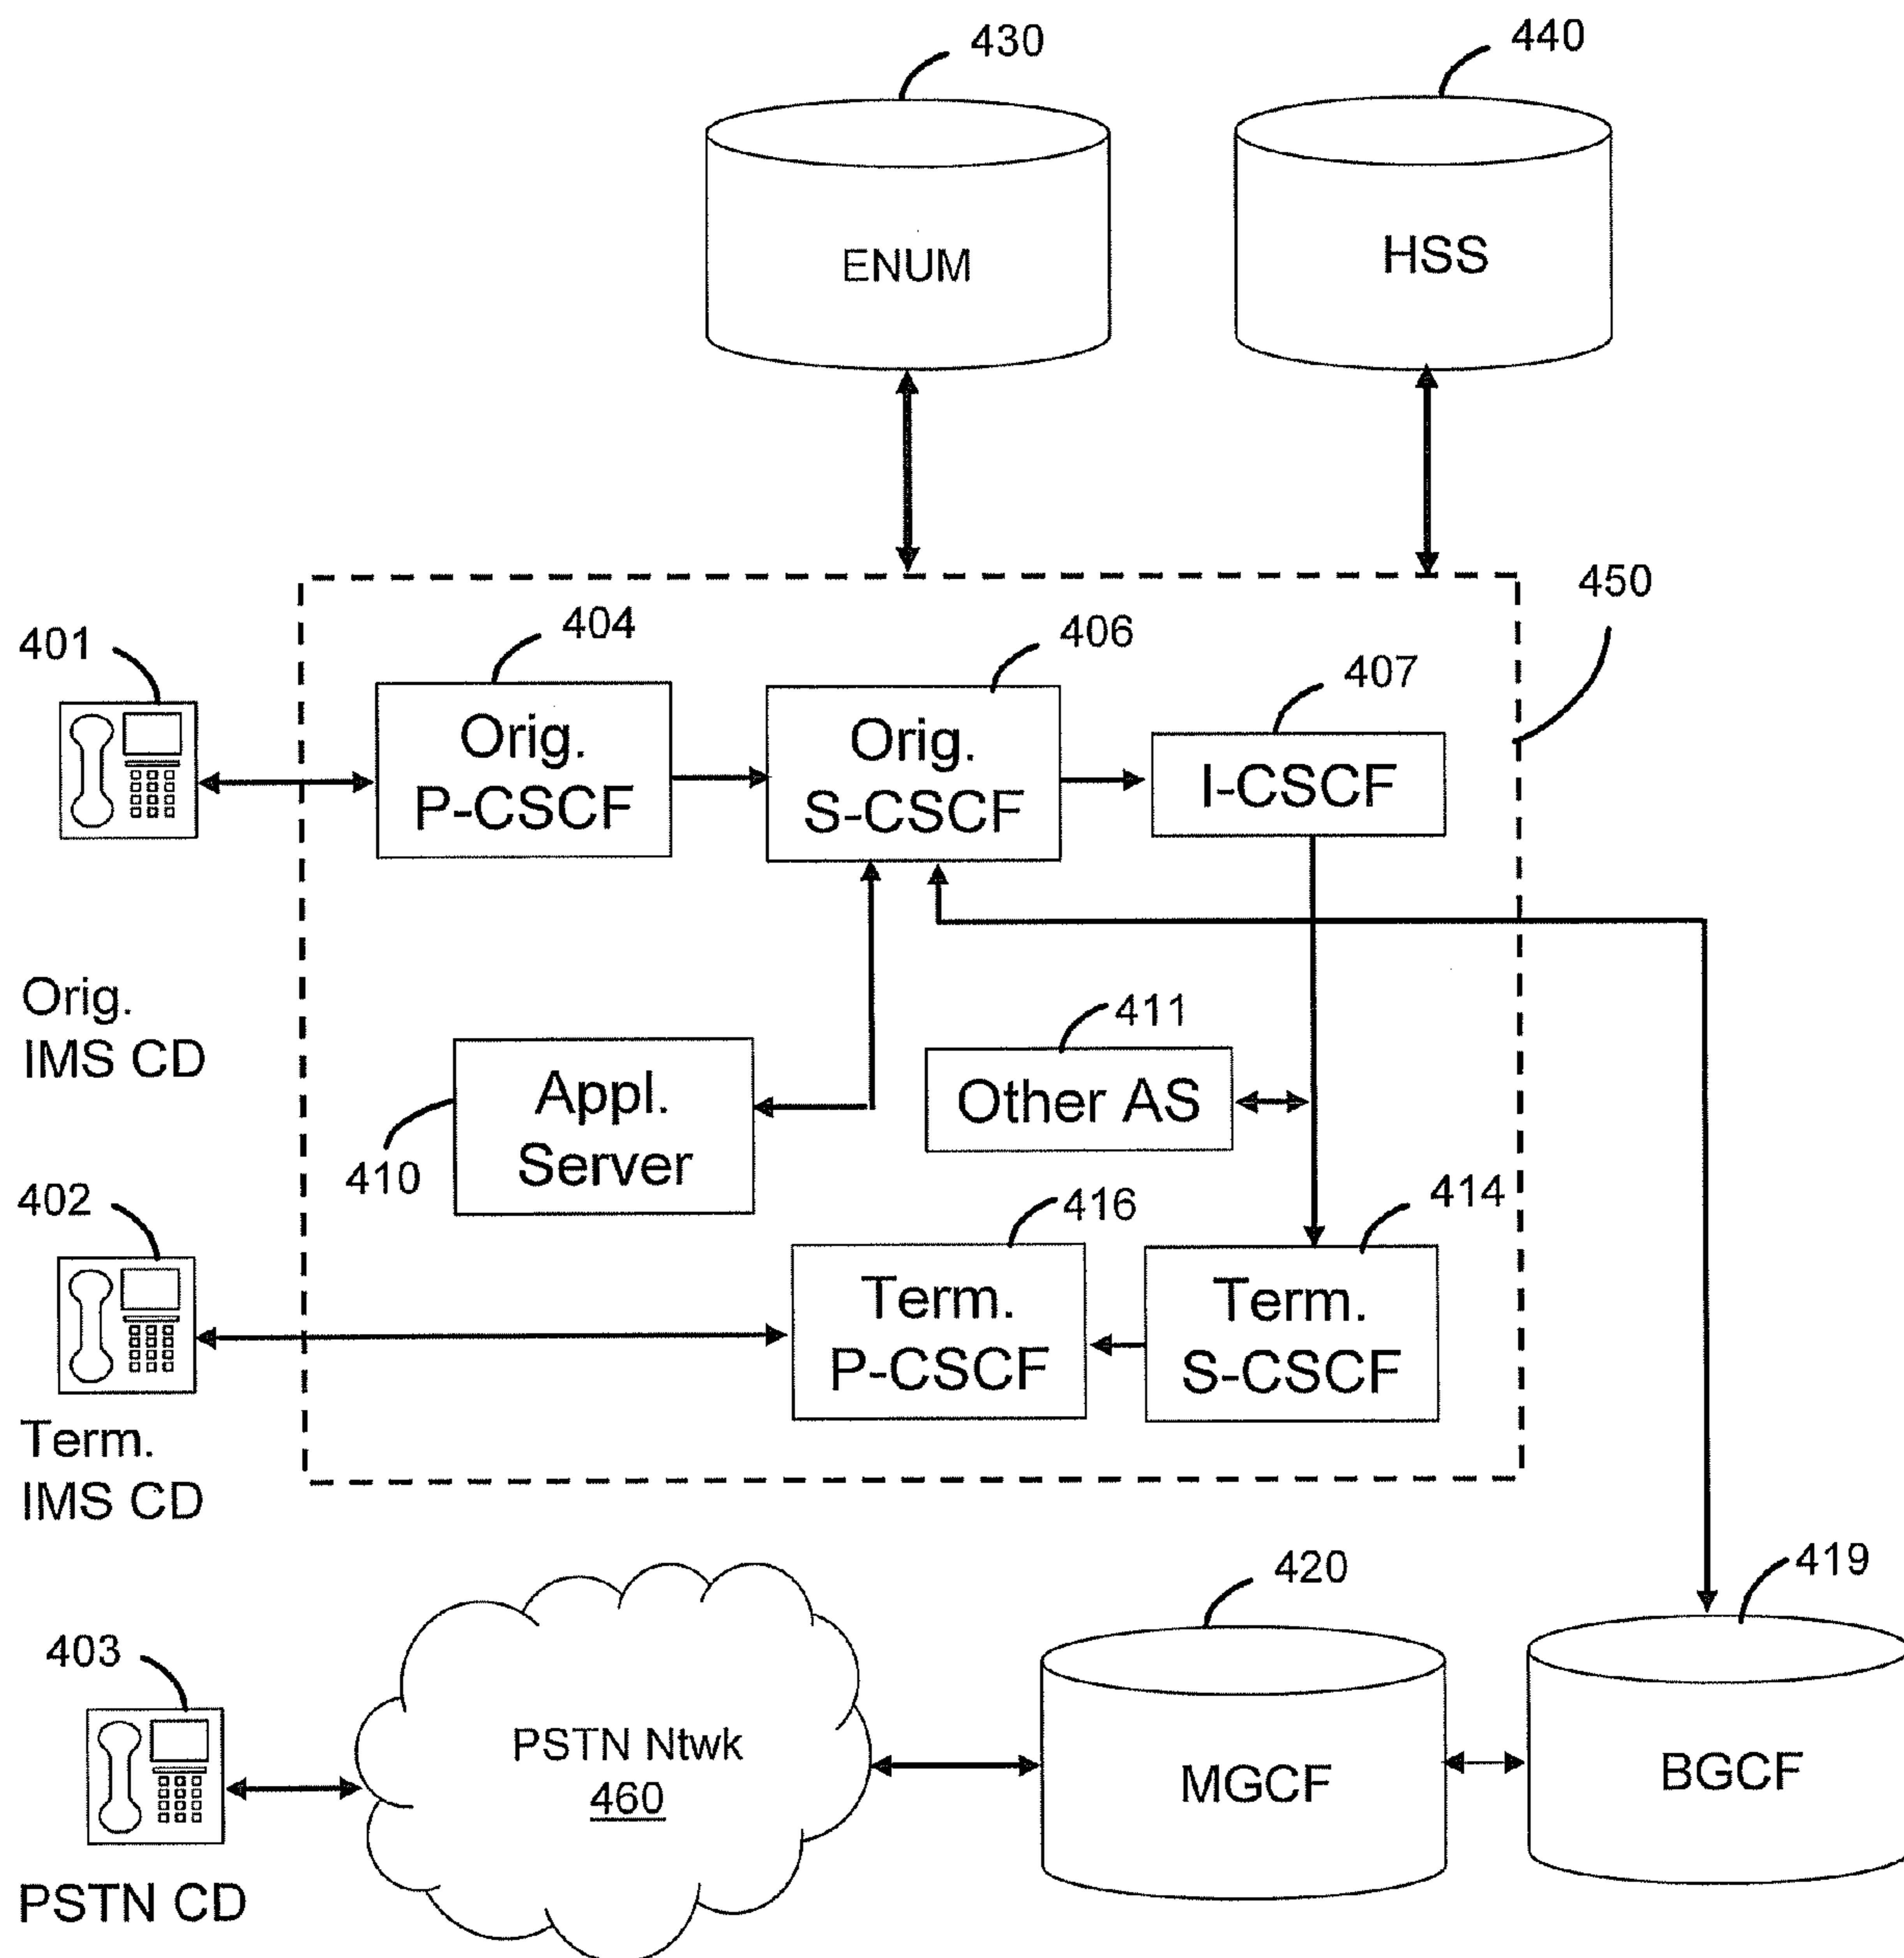 430
440
ENUM
HSS
450
404
406
407
401
Orig.
P-CSCF
Orig.
S-CSCF
I-CSCF
Orig.
IMS CD
411
Appl.
Server
Other AS
410
402
416
414
Term.
P-CSCF
Term.
S-CSCF
Term.
IMS CD
420
419
403
PSTN Ntwk
460
MGCF
BGCF
PSTN CD